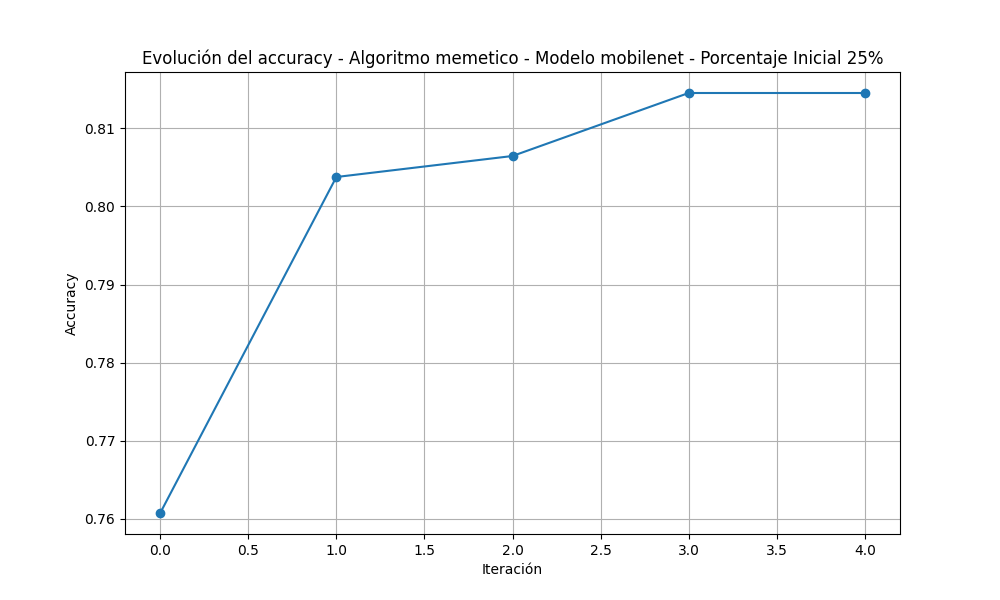 Evolución del accuracy - Algoritmo memetico - Modelo mobilenet - Porcentaje Inicial 25%
Accuracy
0.81
0.80
0.79
0.78
0.77
0.76
0.0 0.5 1.0 1.5 2.0 2.5 3.0 3.5 4.0
Iteración